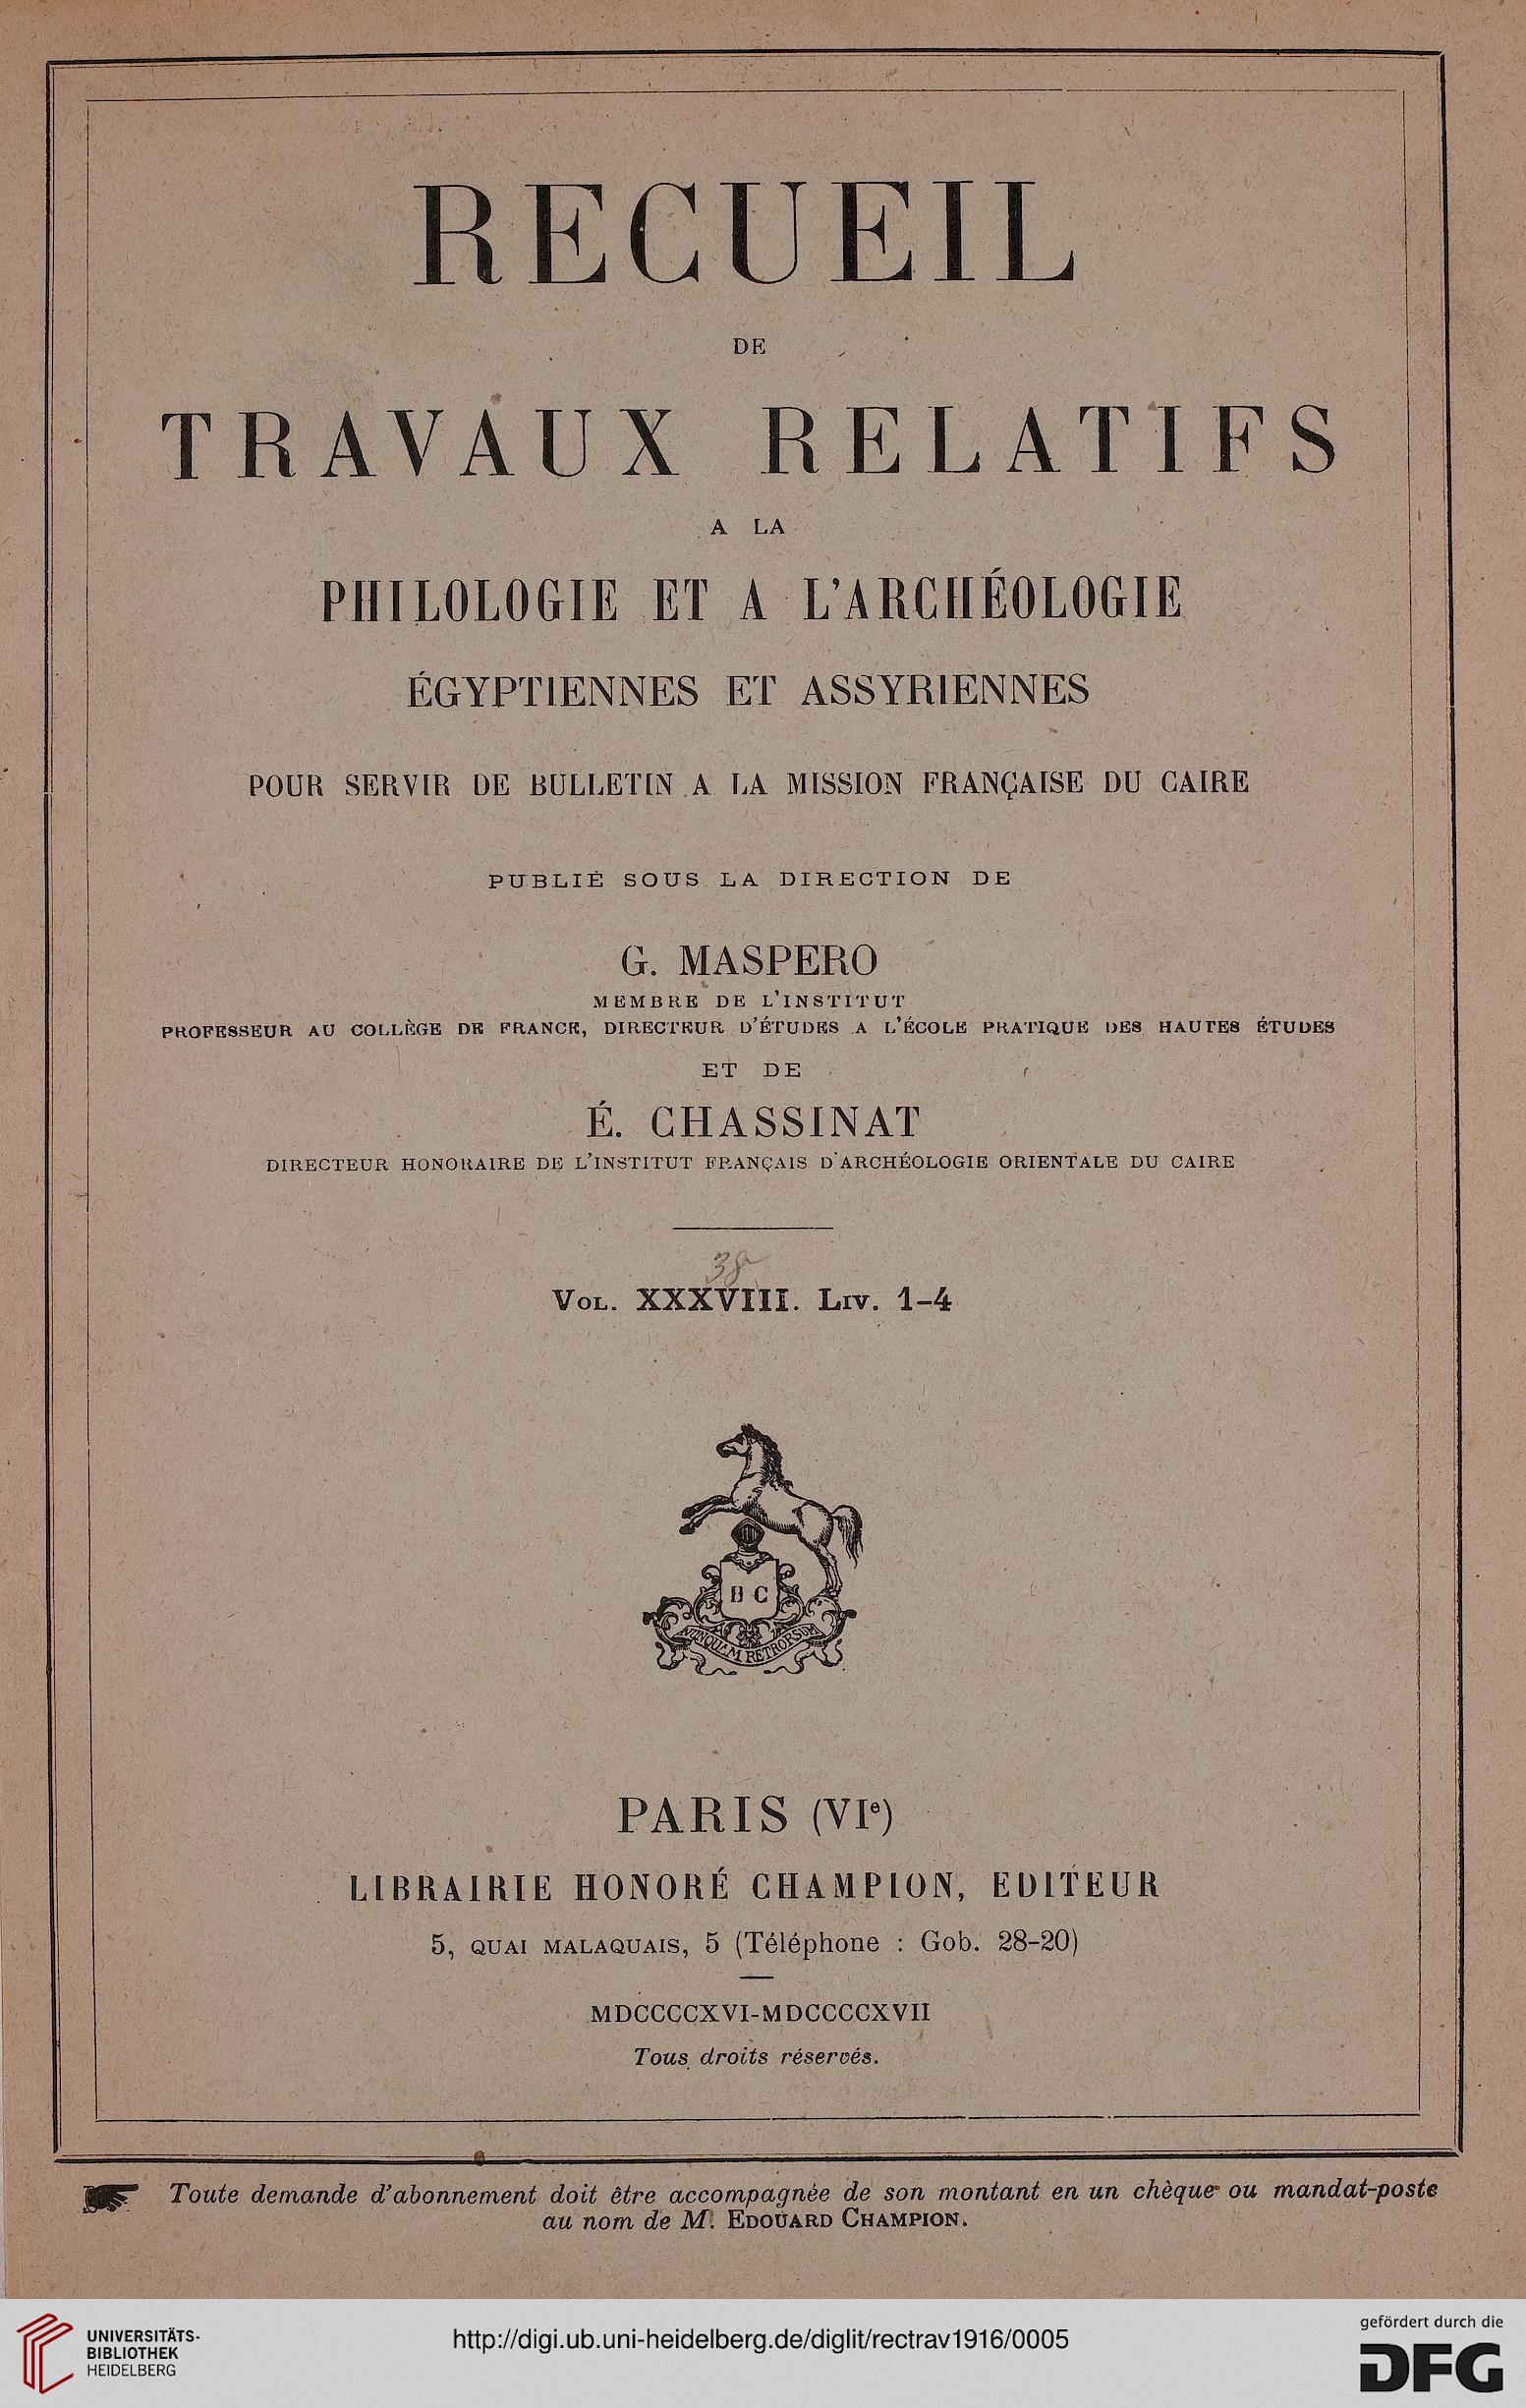 RECUEIL
DE
TRAVAUX RELATIFS
A LA
PHILOLOGIE ET A L'ARCHÉOLOGIE
ÉGYPTIENNES ET ASSYRIENNES
POUR SERVIR DE BULLETIN A LA MISSION FRANÇAISE DU CAIRE
PUBLIÉ SOUS LA DIRECTION DE
G. MASPERO
MEMBRE DE L'INSTITUT
PROFESSEUR AU COLLÈGE DE FRANCE, DIRECTEUR D'ÉTUDES A L'ÉCOLE PRATIQUE DES HAUTES ÉTUDES
ET DE
É. CHASSINAT
DIRECTEUR HONORAIRE DE L'INSTITUT FRANÇAIS D'ARCHÉOLOGIE ORIENTALE DU CAIRE
38
VOL. XXXVIII. LIV. 1-4
H C
NUNQUAM RETRORSUM
PARIS (VIe)
LIBRAIRIE HONORÉ CHAMPION, EDITEUR
5, QUAI MALAQUAIS, 5 (Téléphone : Gob. 28-20)
MDCCCCXVI-MDCCCCXVII
Tous droits réservés.
Toute demande d'abonnement doit être accompagnée de son montant en un chèque ou mandat-poste
au nom de M. EDOUARD CHAMPION.
UNIVERSITÄTS-
BIBLIOTHEK
HEIDELBERG
http://digi.ub.uni-heidelberg.de/diglit/rectrav1916/0005
gefördert durch die
DFG